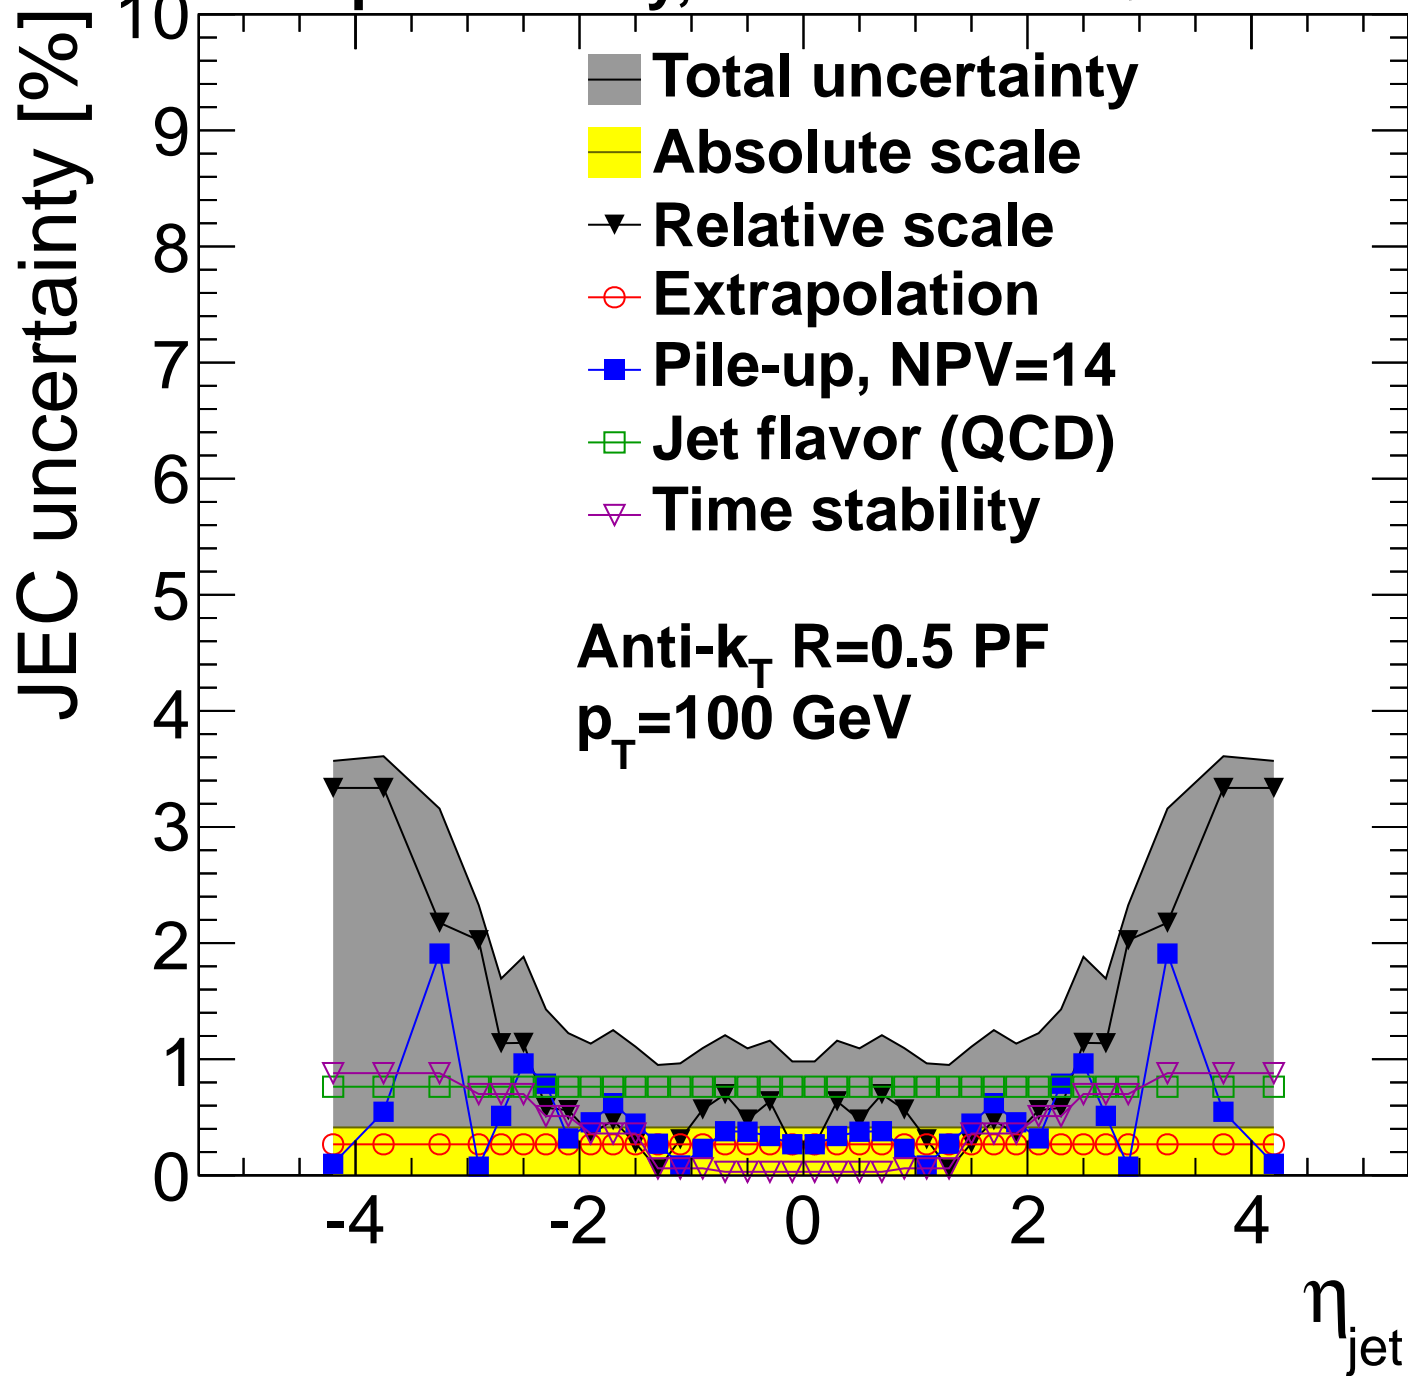 JEC uncertainty [%]
10
9
8
7
6
5
4
3
2
1
0
Total uncertainty
Absolute scale
Relative scale
Extrapolation
Pile-up, NPV=14
Jet flavor (QCD)
Time stability
Anti-kT R=0.5 PF
pT=100 GeV
-4 -2 0 2 4
ηjet